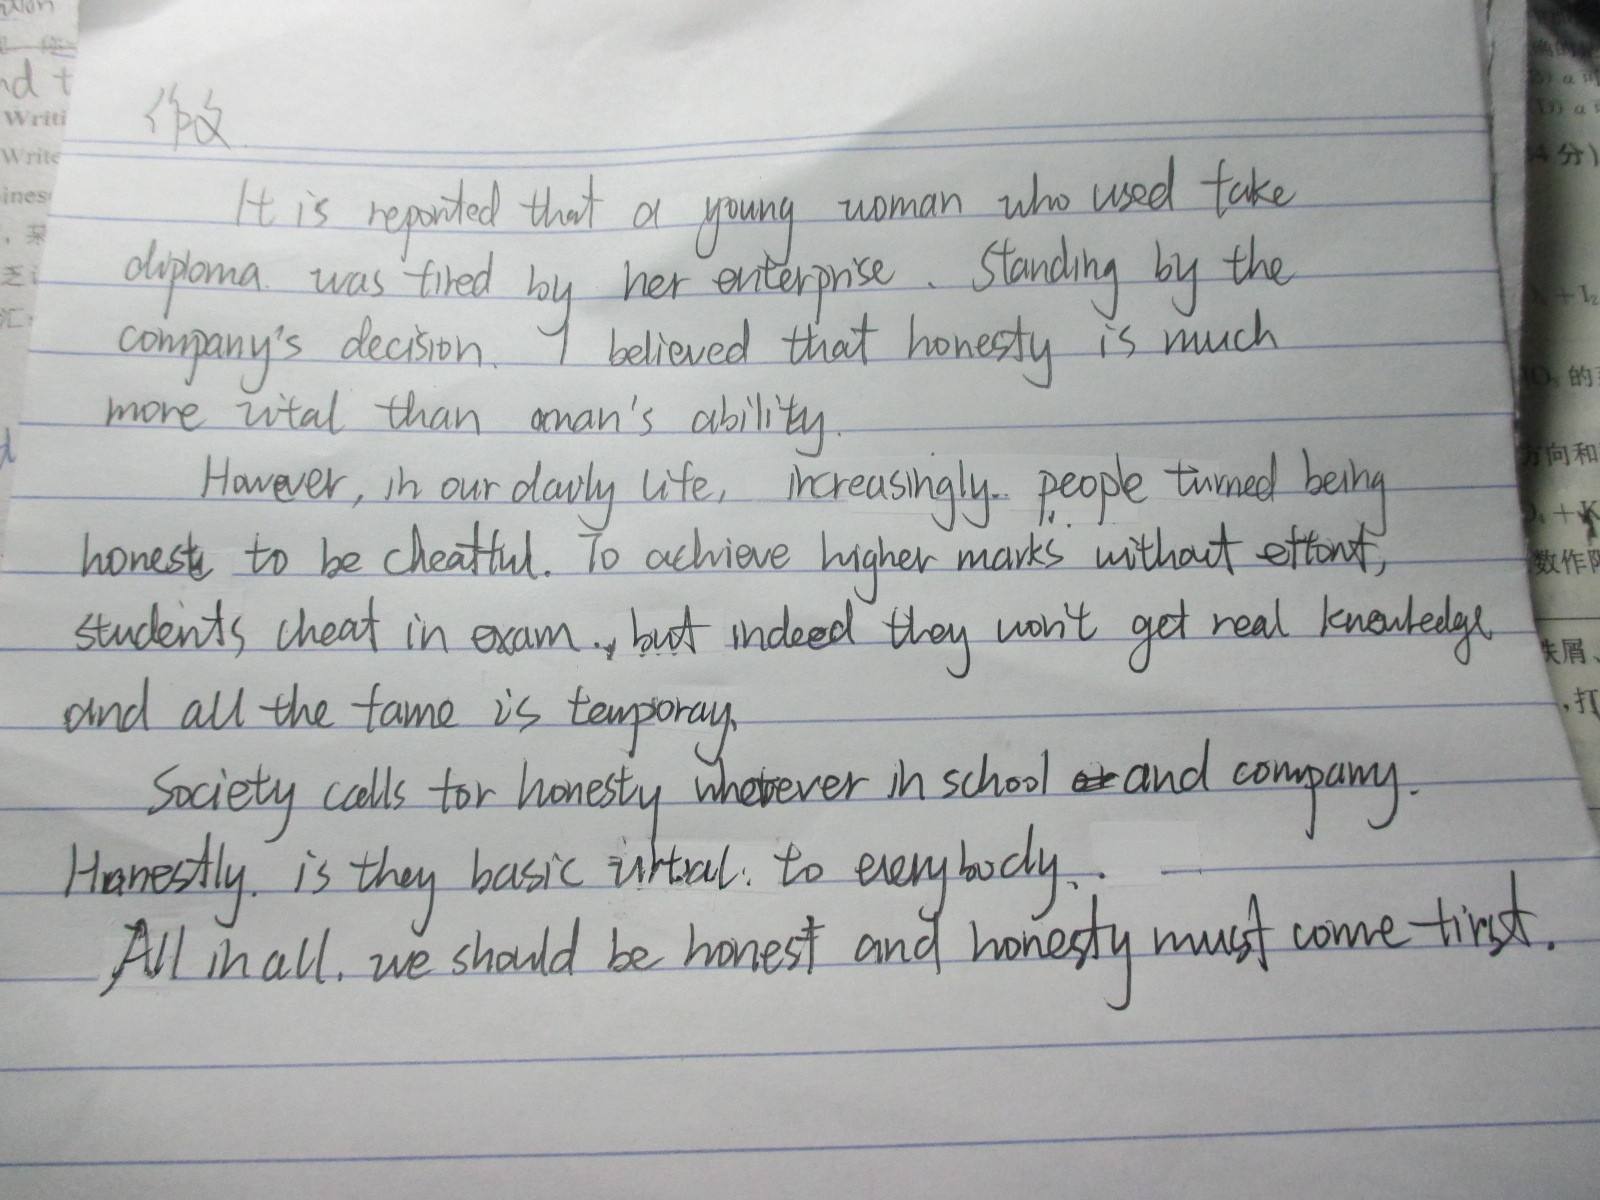 作文
It is reported that a young woman who used take
diploma. was fired by her enterprise. Standing by the
company's decision. I believed that honesty is much
more vital than aman's ability.
However, in our daily life, increasingly.. people turned being
honest to be cheatful. To achieve higher marks without effort,
students cheat in exam., but indeed they won't get real knowledge
and all the fame is temporay.
Society calls for honesty wherever in school and company.
Honestly. is they basic to everybody..
All in all. we should be honest and honesty must come first.
Writi
Write